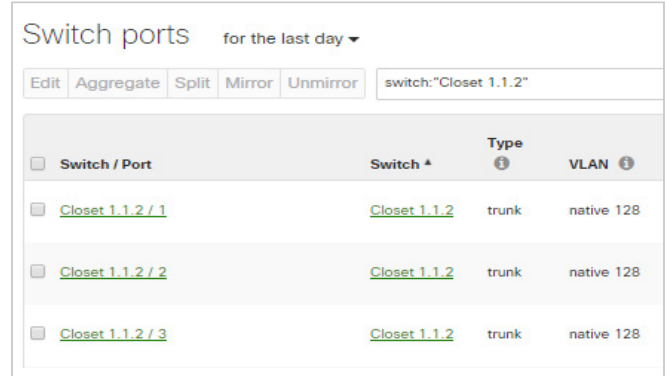 Switch ports for the last day
Edit Aggregate Split Mirror Unmirror switch:"Closet 1.1.2"
Switch / Port Switch Type VLAN
Closet 1.1.2 / 1 Closet 1.1.2 trunk native 128
Closet 1.1.2 / 2 Closet 1.1.2 trunk native 128
Closet 1.1.2 / 3 Closet 1.1.2 trunk native 128